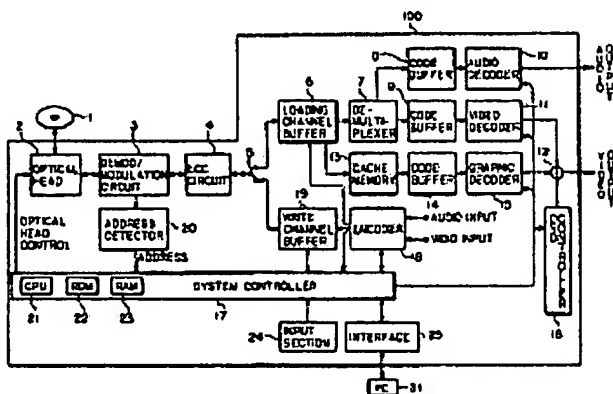 100
8
CODE
BUFFER
AUDIO
DECODER
10
AUDIO
OUTPUT
6
LOADING
CHANNEL
BUFFER
7
DE-
MULTI-
PLEXER
9
CODE
BUFFER
VIDEO
DECODER
11
1
2
OPTICAL
HEAD
3
DEMOD/
MODULATION
CIRCUIT
4
ECC
CIRCUIT
5
13
CACHE
MEMORY
CODE
BUFFER
14
GRAPHIC
DECODER
15
12
VIDEO
OUTPUT
OPTICAL
HEAD
CONTROL
ADDRESS
DETECTOR
20
ADDRESS
19
WRITE
CHANNEL
BUFFER
ENCODER
18
AUDIO INPUT
VIDEO INPUT
CONTROLLER
16
CPU
ROM
RAM
SYSTEM CONTROLLER
21
22
23
17
24
INPUT
SECTION
INTERFACE
25
PC
31